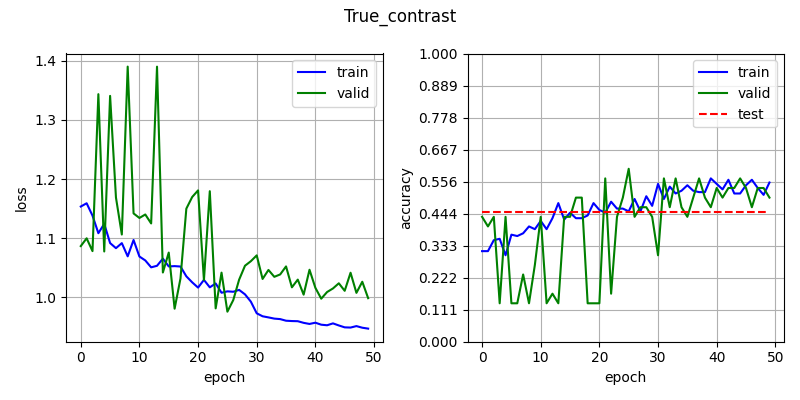 True_contrast
1.4
1.3
1.2
1.1
1.0
loss
0 10 20 30 40 50
epoch
train
valid
1.000
0.889
0.778
0.667
0.556
0.444
0.333
0.222
0.111
0.000
accuracy
0 10 20 30 40 50
epoch
train
valid
test